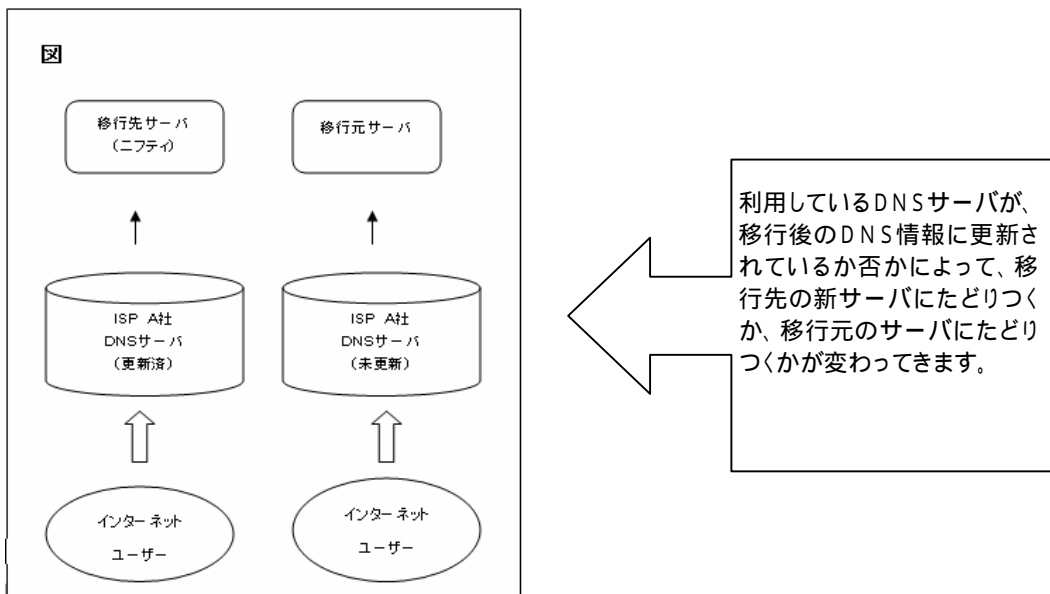 図
移行先サーバ
（ニフティ）
移行元サーバ
ISP A社
DNSサーバ
（更新済）
ISP A社
DNSサーバ
（未更新）
インターネット
ユーザー
インターネット
ユーザー
利用しているDNSサーバが、
移行後のDNS情報に更新さ
れているか否かによって、移
行先の新サーバにたどりつく
か、移行元のサーバにたどり
つくかが変わってきます。